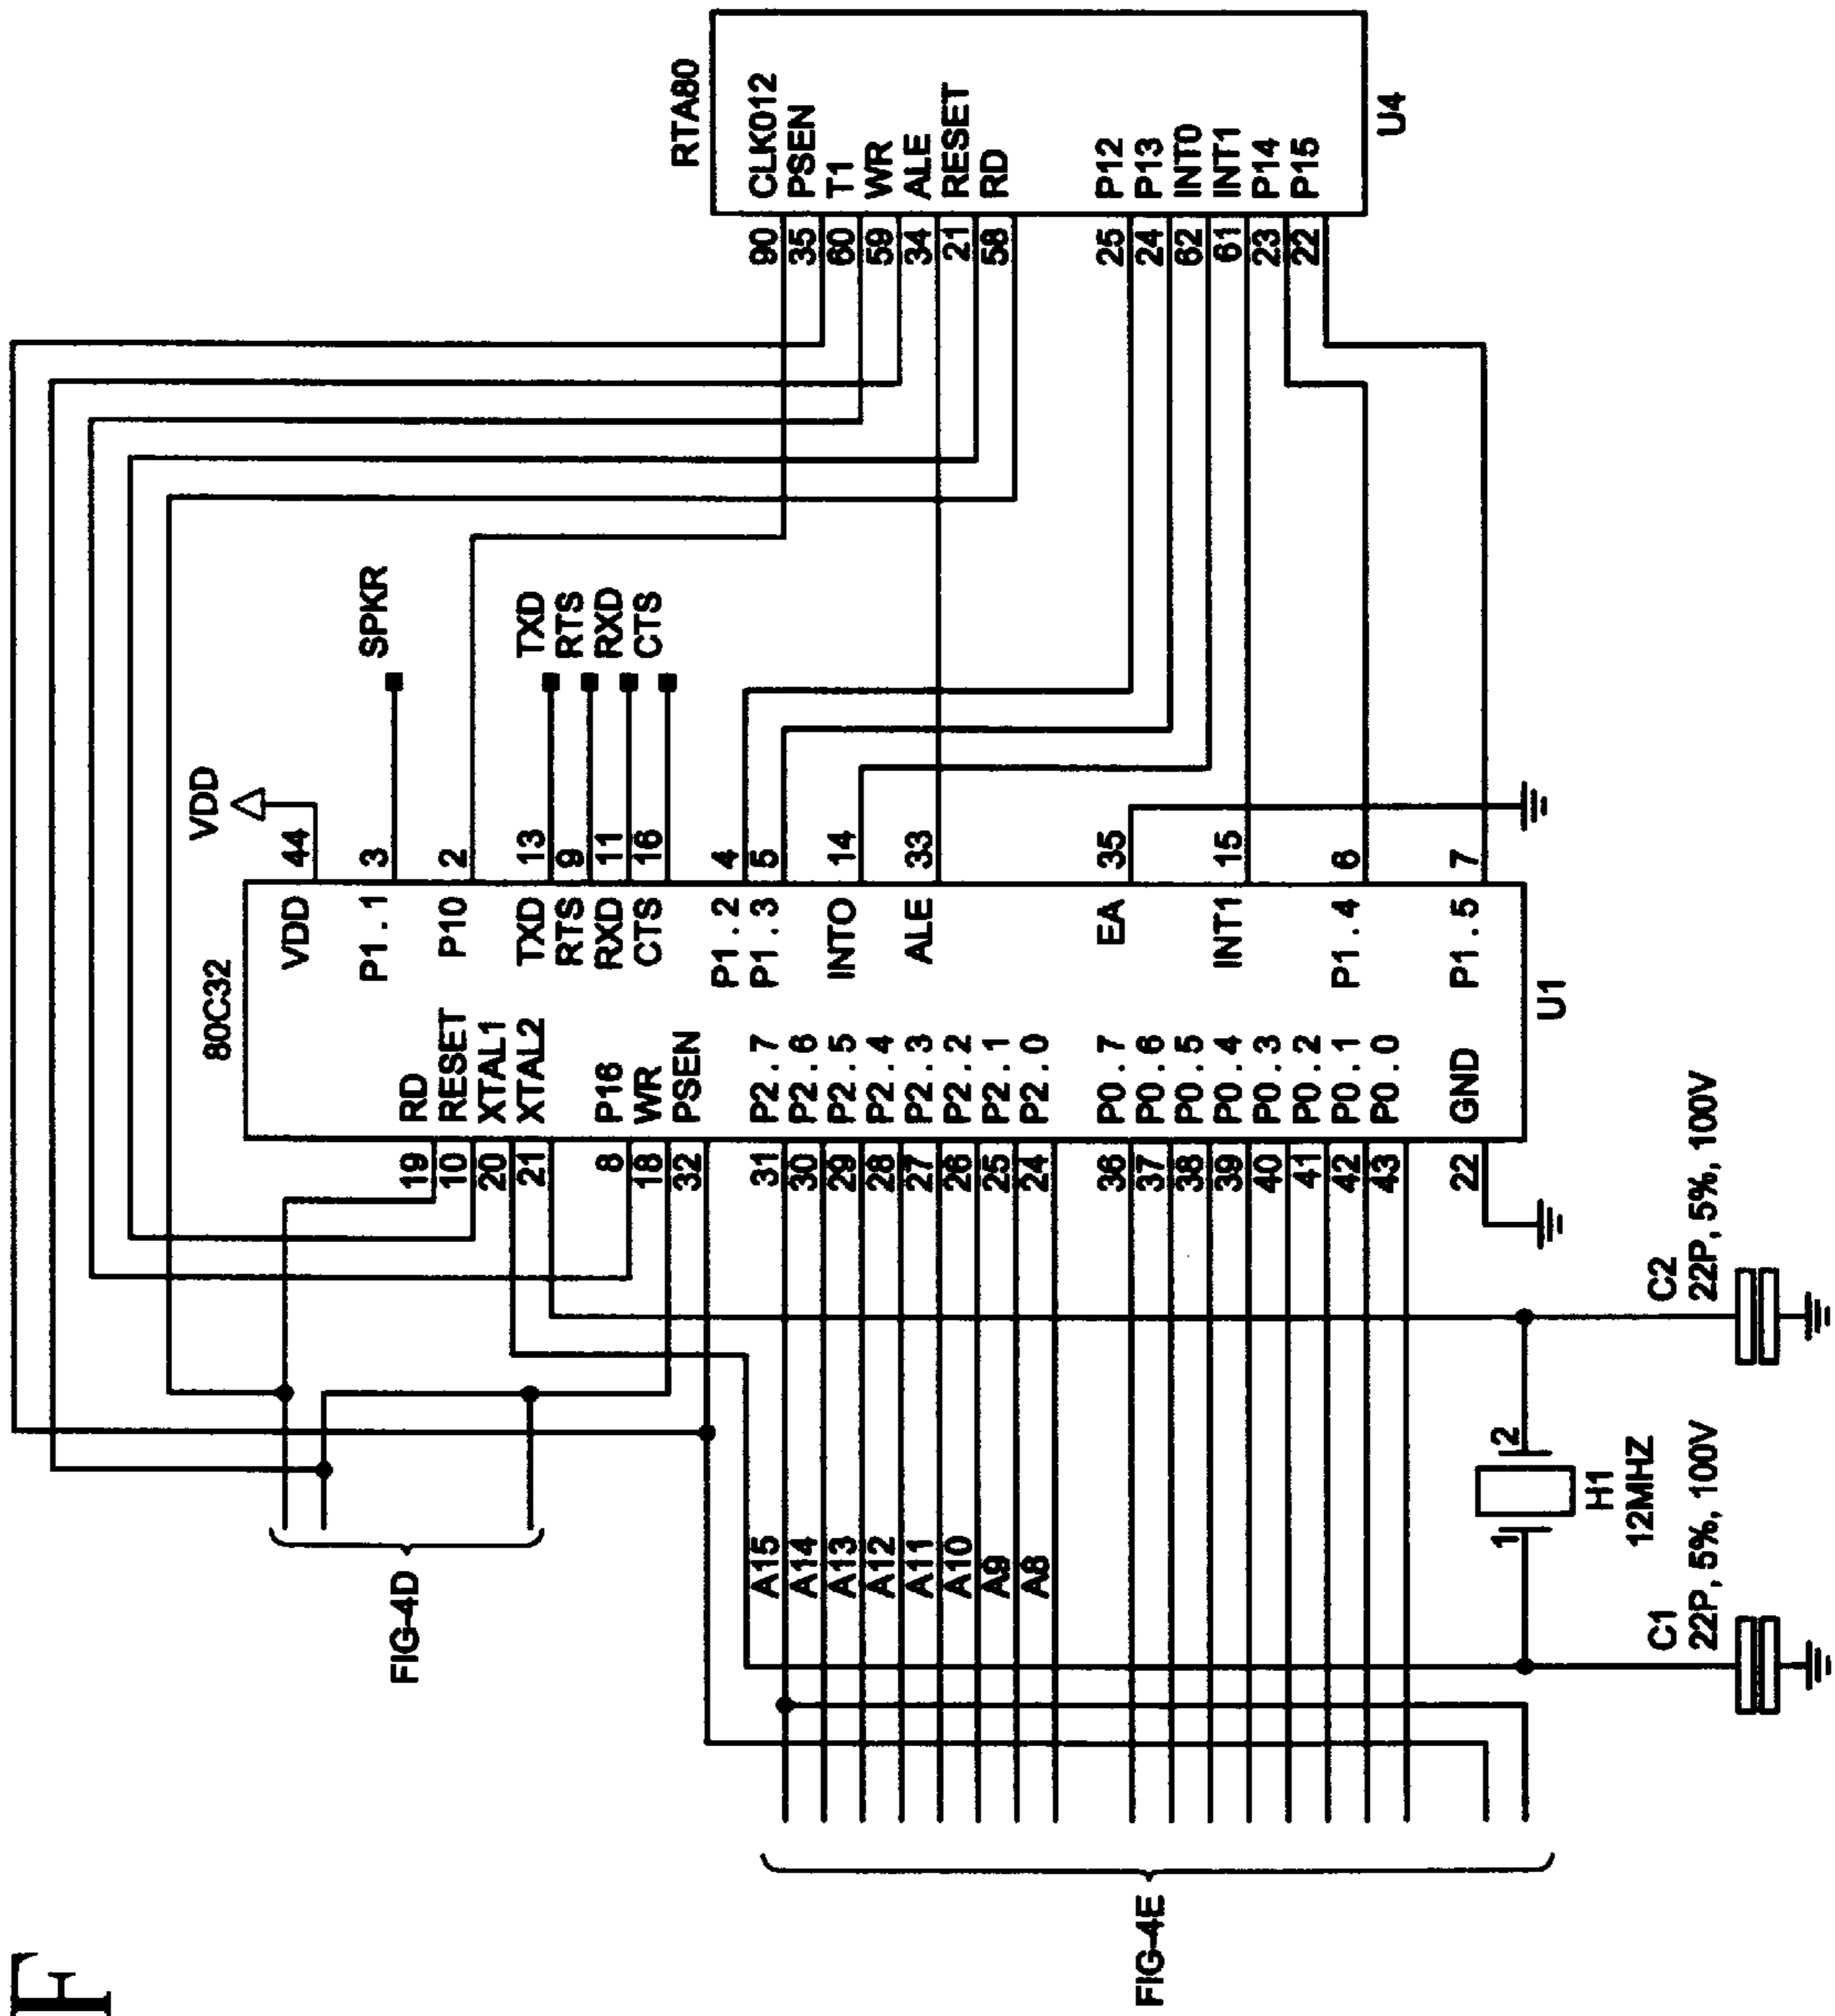 F
FIG-4D
FIG-4E
80C32
U1
19 RD
10 RESET
20 XTAL1
21 XTAL2
8 P16
18 WR
32 PSEN
A15 31 P2.7
A14 30 P2.6
A13 29 P2.5
A12 28 P2.4
A11 27 P2.3
A10 26 P2.2
A9 25 P2.1
A8 24 P2.0
36 P0.7
37 P0.6
38 P0.5
39 P0.4
40 P0.3
41 P0.2
42 P0.1
43 P0.0
22 GND
VDD
VDD 44
P1.1 3 SPKR
P10 2
TXD 13 TXD
RTS 9 RTS
RXD 11 RXD
CTS 16 CTS
P1.2 4
P1.3 5
INTO 14
ALE 33
EA 35
INT1 15
P1.4 6
P1.5 7
RTA80
90 CLK012
35 PSEN
60 T1
59 WR
34 ALE
21 RESET
58 RD
25 P12
24 P13
62 INT0
61 INT1
23 P14
22 P15
U4
1 2
H1
12MHZ
C1
22P, 5%, 100V
C2
22P, 5%, 100V